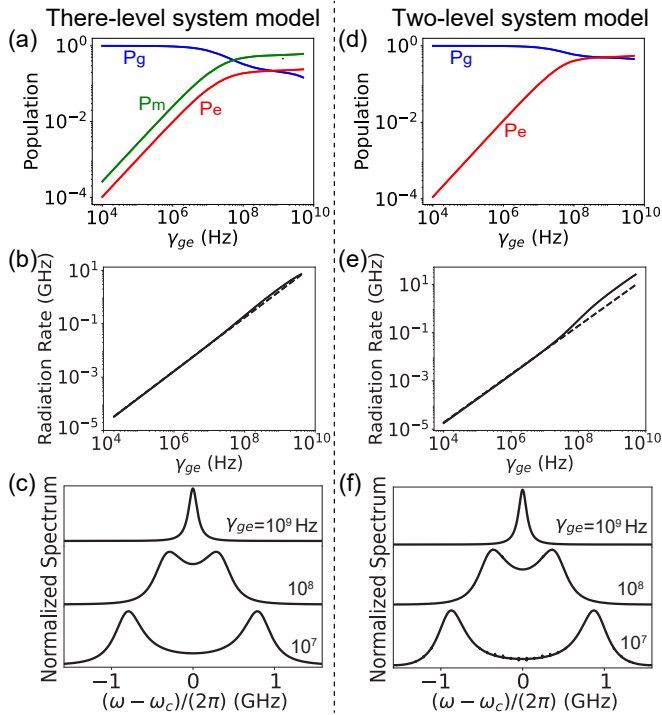 There-level system model
Two-level system model
(a)
10^0
10^-2
10^-4
Population
Pg
Pm
Pe
10^4 10^6 10^8 10^10
γge (Hz)
(d)
10^0
10^-2
10^-4
Population
Pg
Pe
10^4 10^6 10^8 10^10
γge (Hz)
(b)
10^1
10^-1
10^-3
10^-5
Radiation Rate (GHz)
10^4 10^6 10^8 10^10
γge (Hz)
(e)
10^1
10^-1
10^-3
10^-5
Radiation Rate (GHz)
10^4 10^6 10^8 10^10
γge (Hz)
(c)
Normalized Spectrum
γge=10^9 Hz
10^8
10^7
−1 0 1
(ω − ωc)/(2π) (GHz)
(f)
Normalized Spectrum
γge=10^9 Hz
10^8
10^7
−1 0 1
(ω − ωc)/(2π) (GHz)